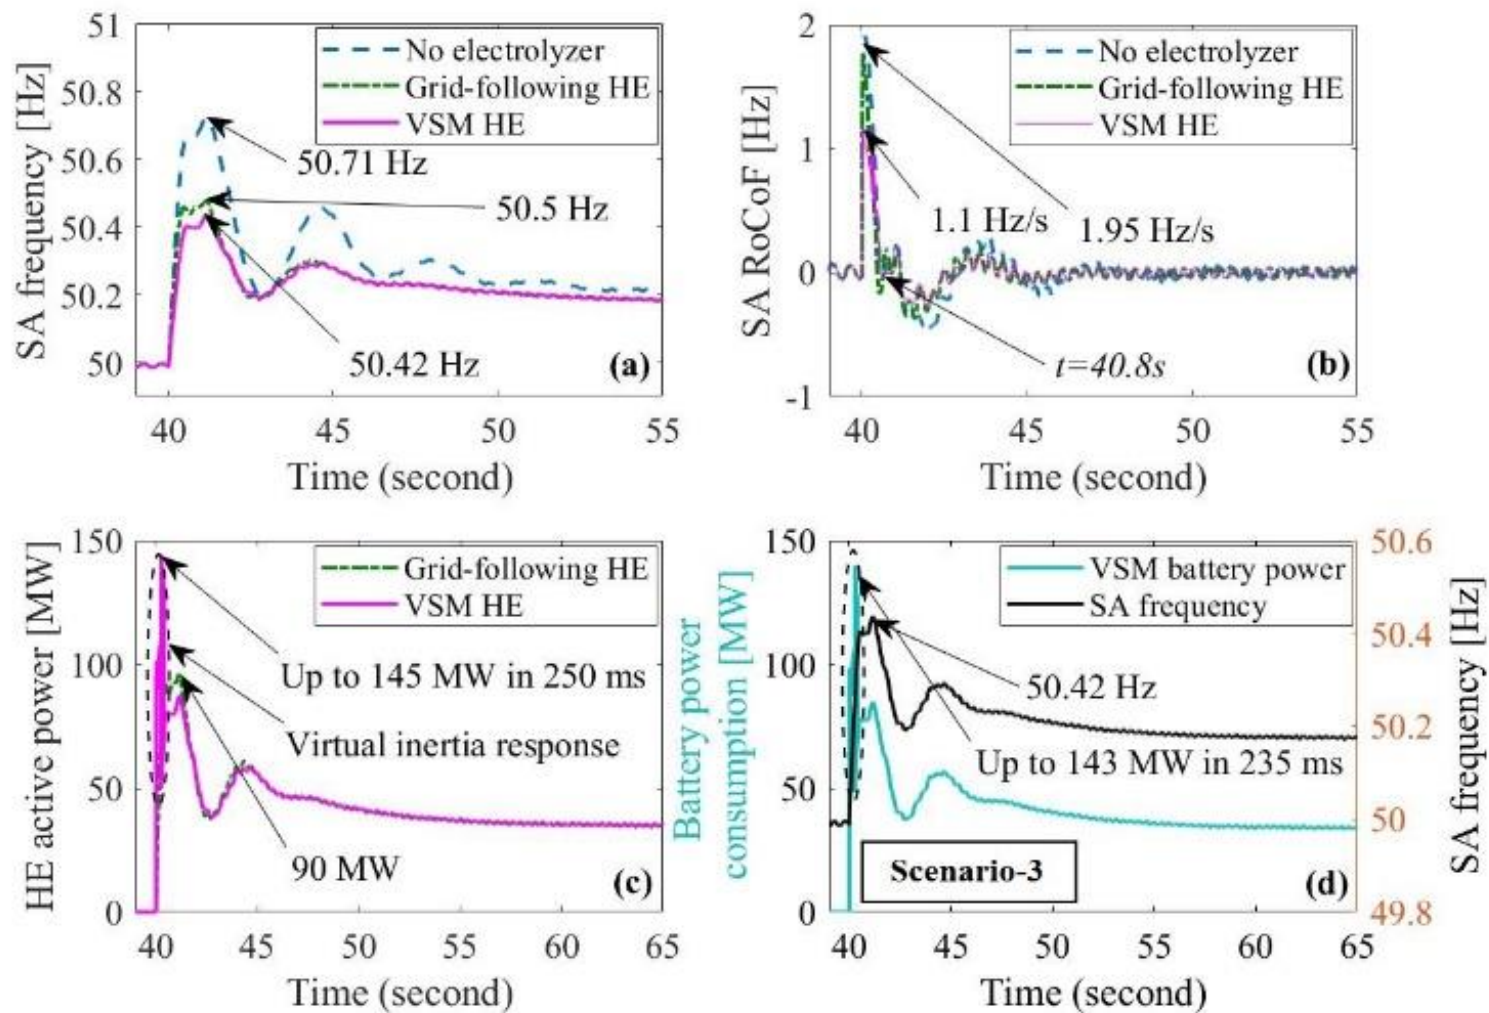 51
50.8
50.6
50.4
50.2
50
SA frequency [Hz]
No electrolyzer
Grid-following HE
VSM HE
50.71 Hz
50.5 Hz
50.42 Hz
(a)
40
45
50
55
Time (second)
2
1
0
-1
SA RoCoF [Hz]
No electrolyzer
Grid-following HE
VSM HE
1.1 Hz/s
1.95 Hz/s
t=40.8s
(b)
40
45
50
55
Time (second)
150
100
50
0
HE active power [MW]
Grid-following HE
VSM HE
Up to 145 MW in 250 ms
Virtual inertia response
90 MW
(c)
40
45
50
55
60
65
Time (second)
150
100
50
0
Battery power
consumption [MW]
VSM battery power
SA frequency
50.42 Hz
Up to 143 MW in 235 ms
Scenario-3
(d)
50.6
50.4
50.2
50
49.8
SA frequency [Hz]
40
45
50
55
60
65
Time (second)